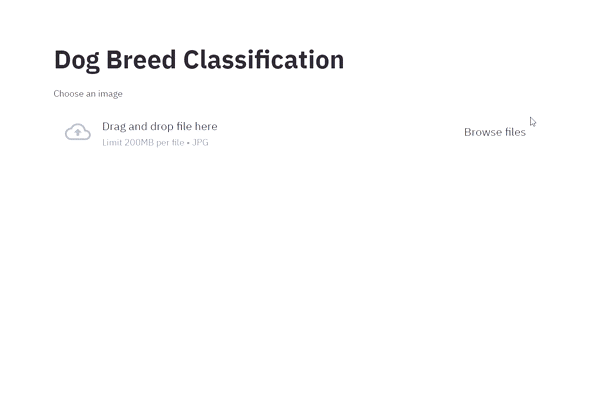 Dog Breed Classification
Choose an image
Drag and drop file here
Limit 200MB per file • JPG
Browse files